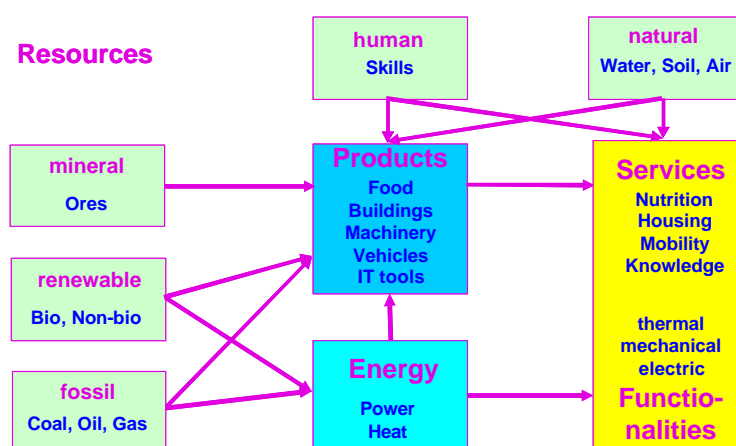 Resources
human
Skills
natural
Water, Soil, Air
mineral
Ores
renewable
Bio, Non-bio
fossil
Coal, Oil, Gas
Products
Food
Buildings
Machinery
Vehicles
IT tools
Energy
Power
Heat
Services
Nutrition
Housing
Mobility
Knowledge
thermal
mechanical
electric
Functio-
nalities